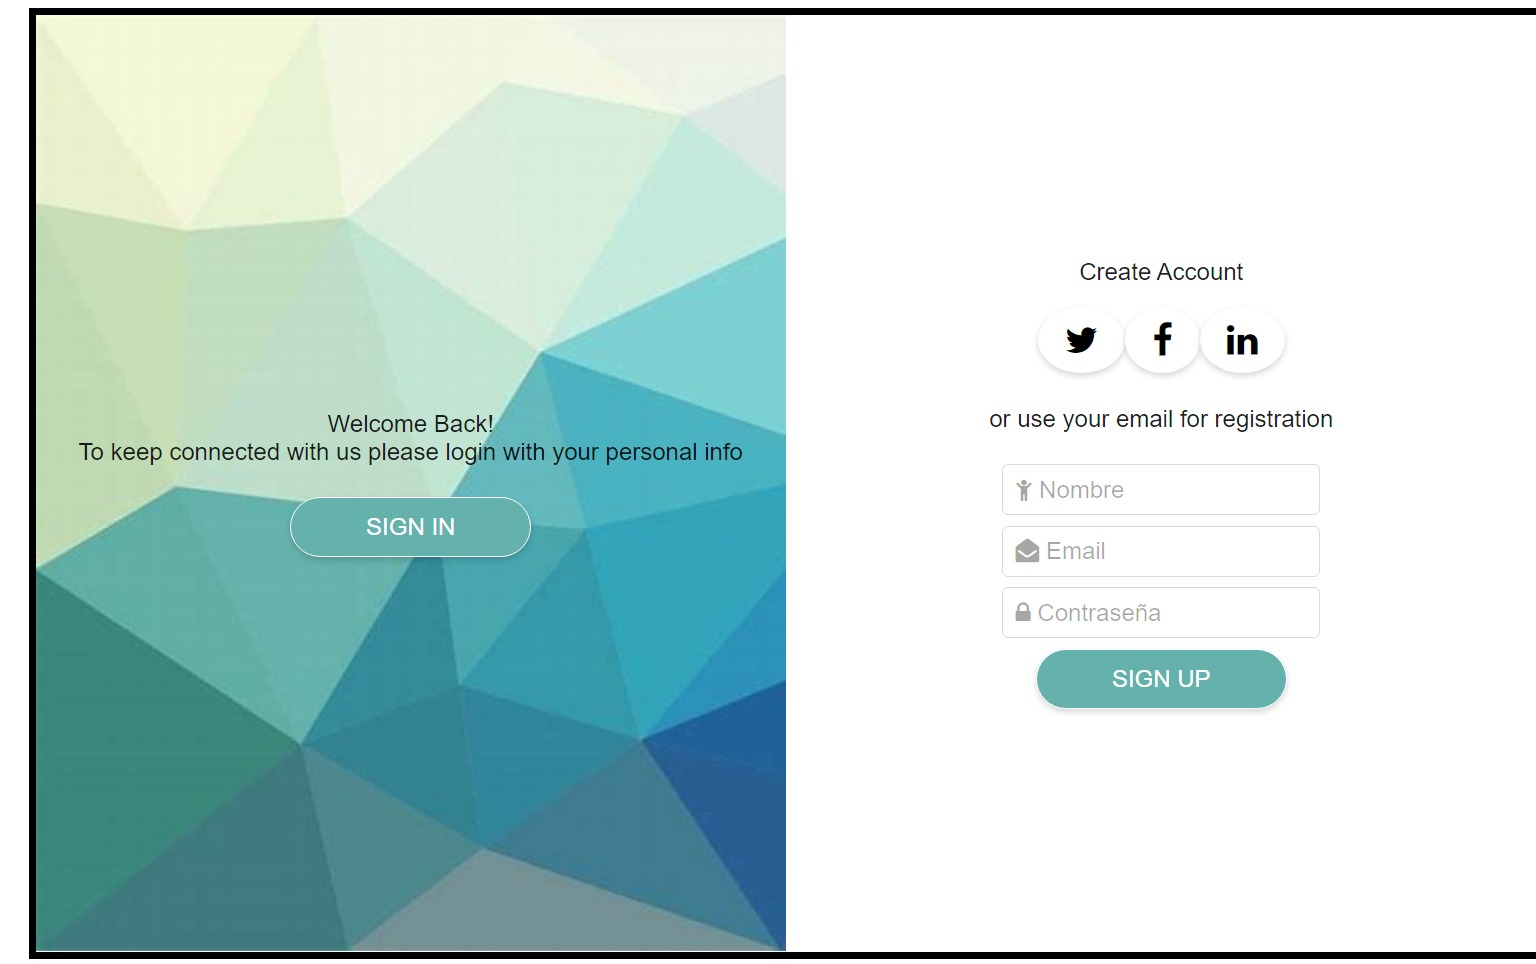 Welcome Back!
To keep connected with us please login with your personal info
SIGN IN
Create Account
or use your email for registration
Nombre
Email
Contraseña
SIGN UP